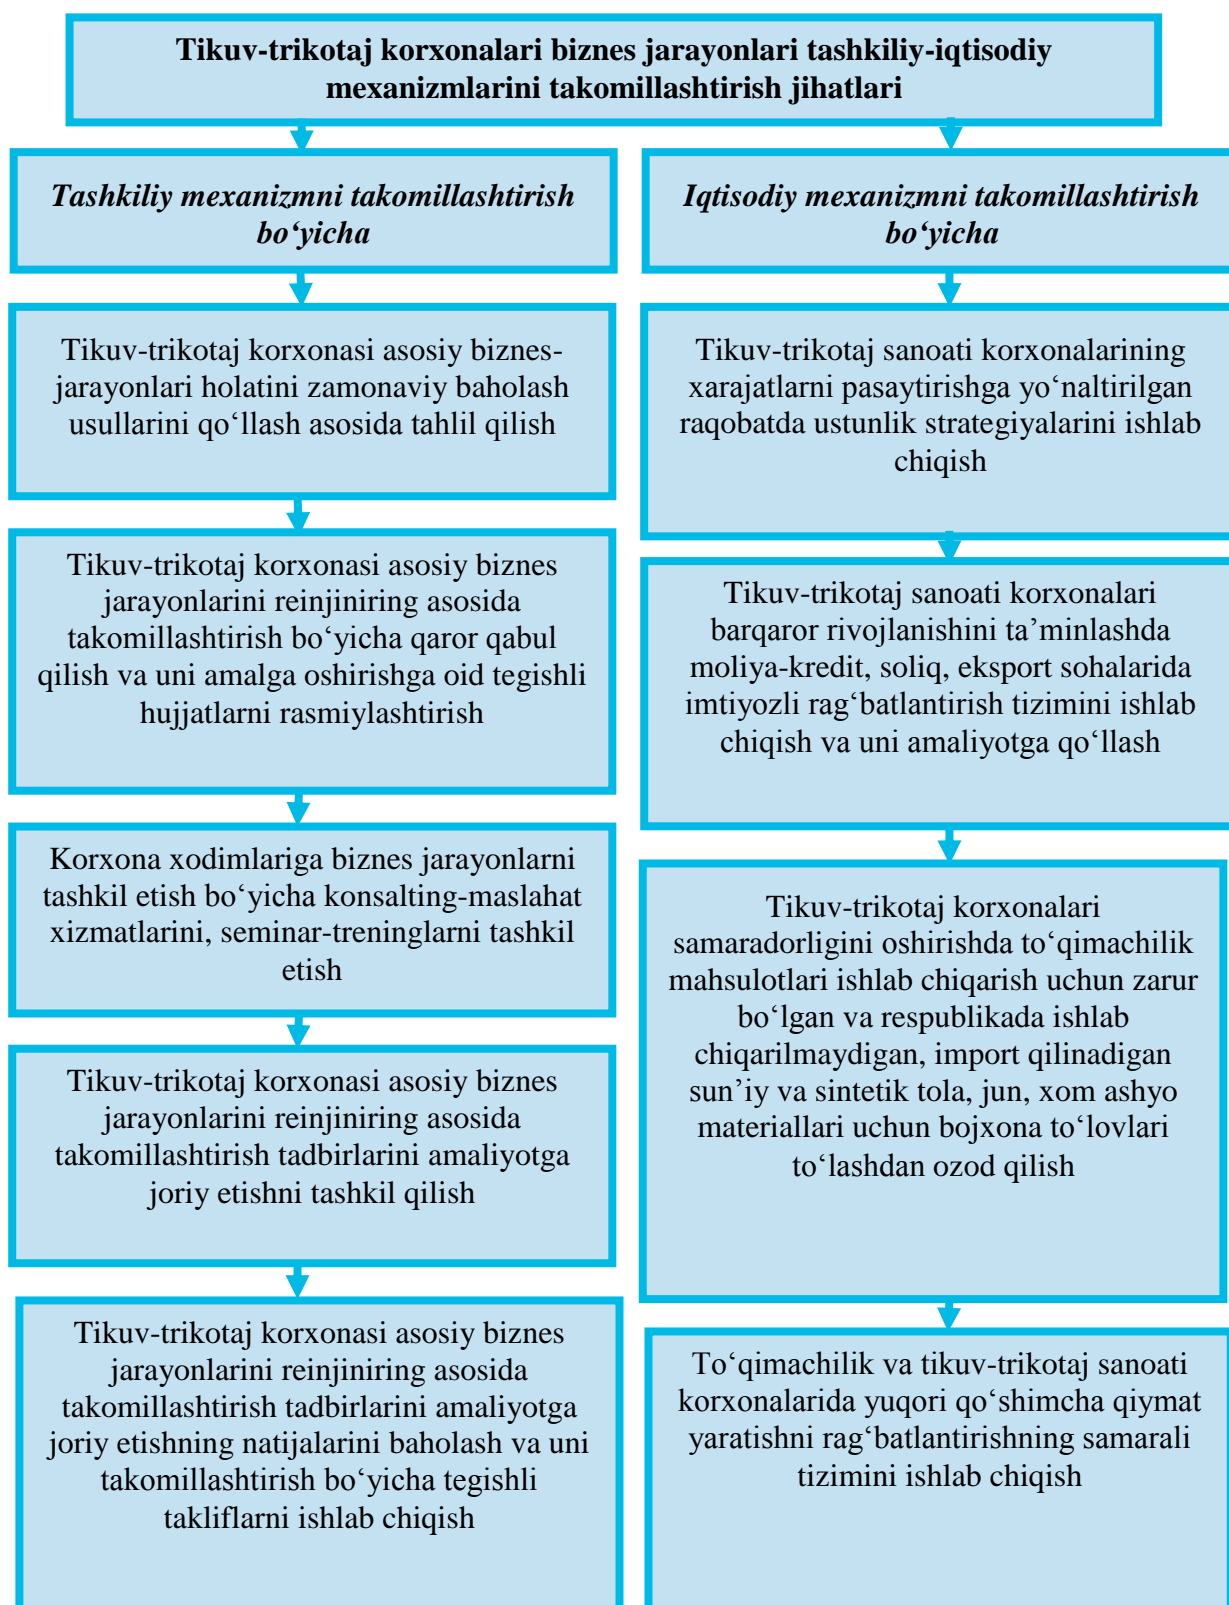 Tikuv-trikotaj korxonalari biznes jarayonlari tashkiliy-iqtisodiy
mexanizmlarini takomillashtirish jihatlari
Tashkiliy mexanizmni takomillashtirish
bo‘yicha
Tikuv-trikotaj korxonasi asosiy biznes-
jarayonlari holatini zamonaviy baholash
usullarini qo‘llash asosida tahlil qilish
Tikuv-trikotaj korxonasi asosiy biznes
jarayonlarini reinjiniring asosida
takomillashtirish bo‘yicha qaror qabul
qilish va uni amalga oshirishga oid tegishli
hujjatlarni rasmiylashtirish
Korxona xodimlariga biznes jarayonlarni
tashkil etish bo‘yicha konsalting-maslahat
xizmatlarini, seminar-treninglarni tashkil
etish
Tikuv-trikotaj korxonasi asosiy biznes
jarayonlarini reinjiniring asosida
takomillashtirish tadbirlarini amaliyotga
joriy etishni tashkil qilish
Tikuv-trikotaj korxonasi asosiy biznes
jarayonlarini reinjiniring asosida
takomillashtirish tadbirlarini amaliyotga
joriy etishning natijalarini baholash va uni
takomillashtirish bo‘yicha tegishli
takliflarni ishlab chiqish
Iqtisodiy mexanizmni takomillashtirish
bo‘yicha
Tikuv-trikotaj sanoati korxonalarining
xarajatlarni pasaytirishga yo‘naltirilgan
raqobatda ustunlik strategiyalarini ishlab
chiqish
Tikuv-trikotaj sanoati korxonalari
barqaror rivojlanishini ta’minlashda
moliya-kredit, soliq, eksport sohalarida
imtiyozli rag‘batlantirish tizimini ishlab
chiqish va uni amaliyotga qo‘llash
Tikuv-trikotaj korxonalari
samaradorligini oshirishda to‘qimachilik
mahsulotlari ishlab chiqarish uchun zarur
bo‘lgan va respublikada ishlab
chiqarilmaydigan, import qilinadigan
sun’iy va sintetik tola, jun, xom ashyo
materiallari uchun bojxona to‘lovlari
to‘lashdan ozod qilish
To‘qimachilik va tikuv-trikotaj sanoati
korxonalarida yuqori qo‘shimcha qiymat
yaratishni rag‘batlantirishning samarali
tizimini ishlab chiqish